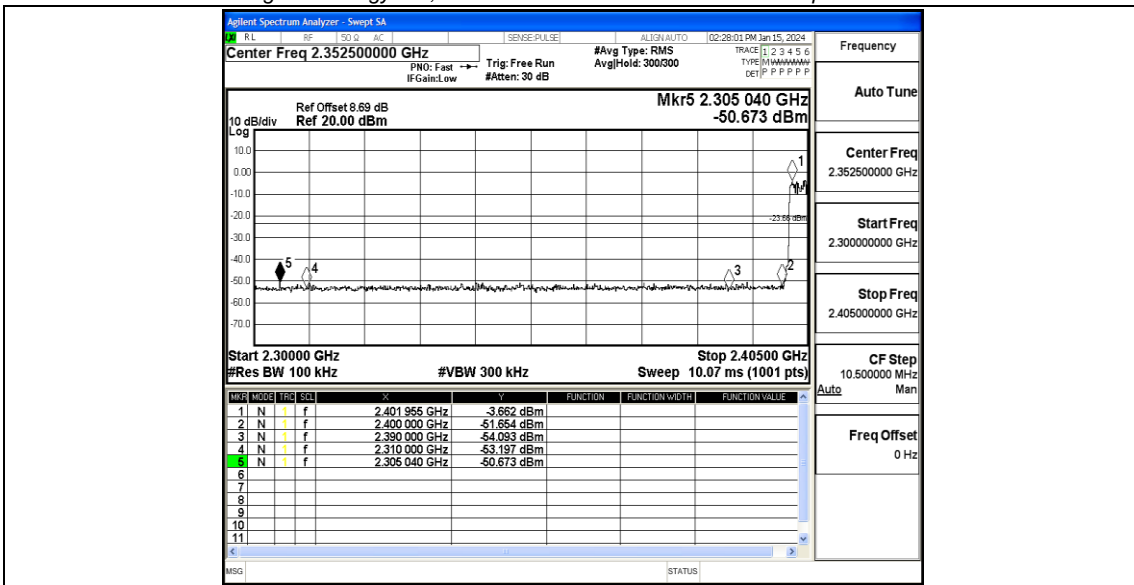 Agilent Spectrum Analyzer - Swept SA
RL RF 50 Ω AC SENSE:PULSE ALIGNAUTO 02:28:01 PM Jan 15, 2024
Center Freq 2.352500000 GHz
PNO: Fast
IFGain:Low
Trig: Free Run
#Atten: 30 dB
#Avg Type: RMS
Avg|Hold: 300/300
TRACE 1 2 3 4 5 6
TYPE M
DET P P P P P P
Frequency
Auto Tune
Center Freq
2.352500000 GHz
Start Freq
2.300000000 GHz
Stop Freq
2.405000000 GHz
CF Step
10.500000 MHz
Auto Man
Freq Offset
0 Hz
Mkr5 2.305 040 GHz
-50.673 dBm
Ref Offset 8.69 dB
10 dB/div Ref 20.00 dBm
Log
10.0
0.00
-10.0
-20.0
-30.0
-40.0
-50.0
-60.0
-70.0
1
-23.66 dBm
5 4 3 2
Start 2.30000 GHz Stop 2.40500 GHz
#Res BW 100 kHz #VBW 300 kHz Sweep 10.07 ms (1001 pts)
MKR MODE TRC SCL X Y FUNCTION FUNCTION WIDTH FUNCTION VALUE
1 N 1 f 2.401 955 GHz -3.662 dBm
2 N 1 f 2.400 000 GHz -51.654 dBm
3 N 1 f 2.390 000 GHz -54.093 dBm
4 N 1 f 2.310 000 GHz -53.197 dBm
5 N 1 f 2.305 040 GHz -50.673 dBm
6
7
8
9
10
11
MSG STATUS